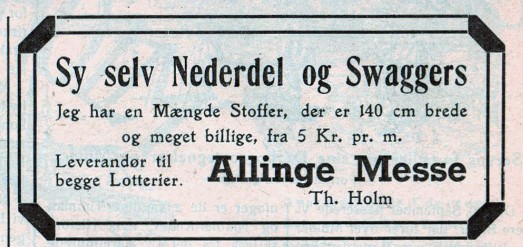 Sy selv Nederdel og Swaggers
Jeg har en Mængde Stoffer, der er 140 cm brede
og meget billige, fra 5 Kr. pr. m.
Leverandør til
begge Lotterier.
Allinge Messe
Th. Holm